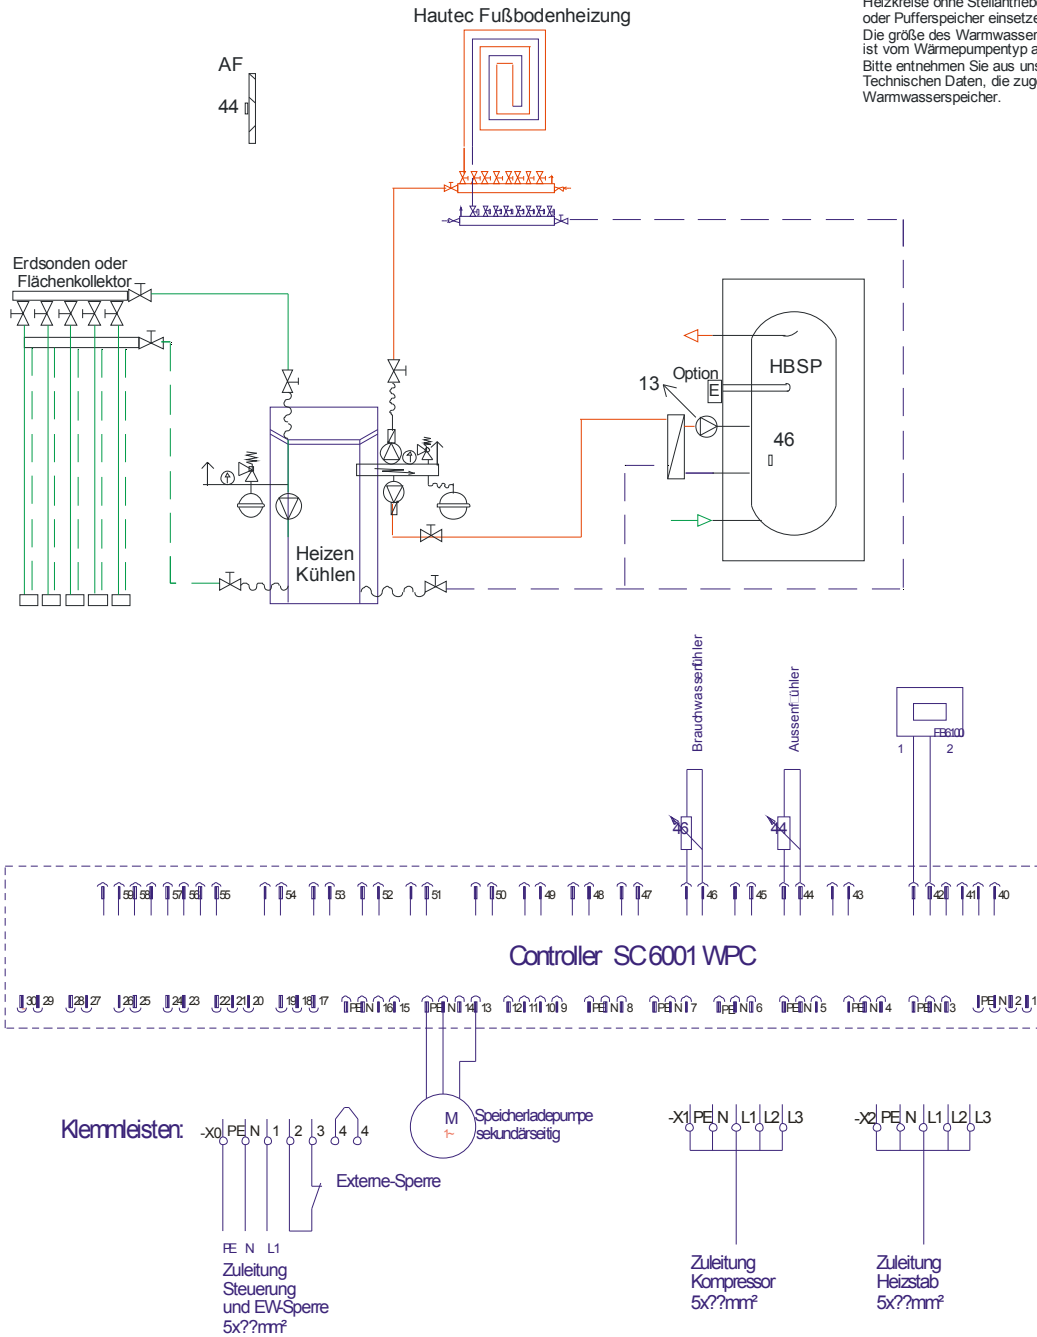 Hautec Fußbodenheizung
Heizkreise ohne Stellantriebe
oder Pufferspeicher einsetze
Die größe des Warmwasser
ist vom Wärmepumpentyp a
Bitte entnehmen Sie aus uns
Technischen Daten, die zuge
Warmwasserspeicher.
AF
44
Erdsonden oder
Flächenkollektor
Option
13
E
HBSP
46
Heizen
Kühlen
Brauchwasserfühler
Aussenfühler
1 2
46
44
59 58 57 56 55 54 53 52 51 50 49 48 47 46 45 44 43 42 41 40
Controller SC6001 WPC
30 29 28 27 26 25 24 23 22 21 20 19 18 17 PE N 16 15 PE N 14 13 12 11 10 9 PE N 8 PE N 7 PE N 6 PE N 5 PE N 4 PE N 3 PE N 2 1
Klemmleisten:
-X0 PE N 1 2 3 4 4
M
1~
Speicherladepumpe
sekundärseitig
-X1 PE N L1 L2 L3
-X2 PE N L1 L2 L3
Externe-Sperre
PE N L1
Zuleitung
Steuerung
und EW-Sperre
5x??mm²
Zuleitung
Kompressor
5x??mm²
Zuleitung
Heizstab
5x??mm²